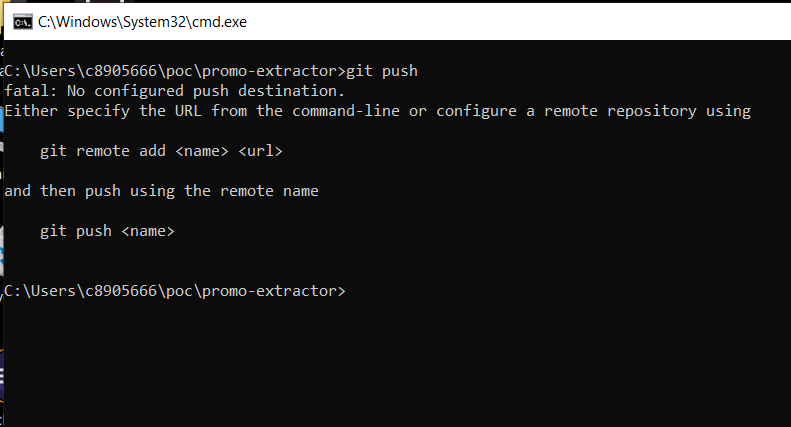 C:\Windows\System32\cmd.exe
C:\Users\c8905666\poc\promo-extractor>git push
fatal: No configured push destination.
Either specify the URL from the command-line or configure a remote repository using
    git remote add <name> <url>
and then push using the remote name
    git push <name>
C:\Users\c8905666\poc\promo-extractor>